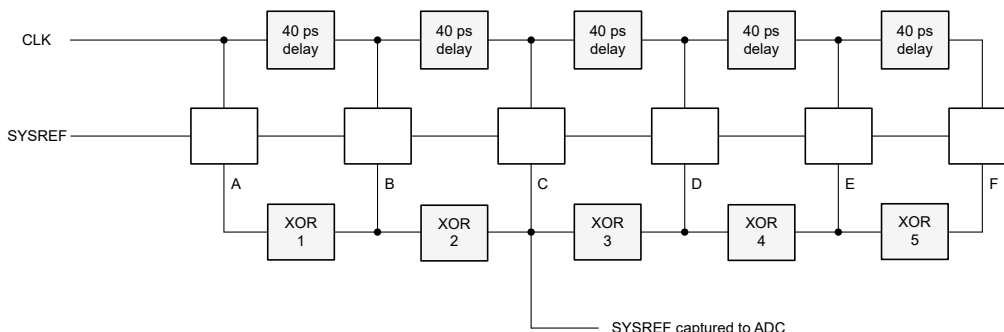 40 ps 40 ps 40 ps 40 ps 40 ps
CLK
delay delay delay delay delay
SYSREF
A B C D E F
XOR XOR XOR XOR XOR
1 2 3 4 5
SYSREF captured to ADC